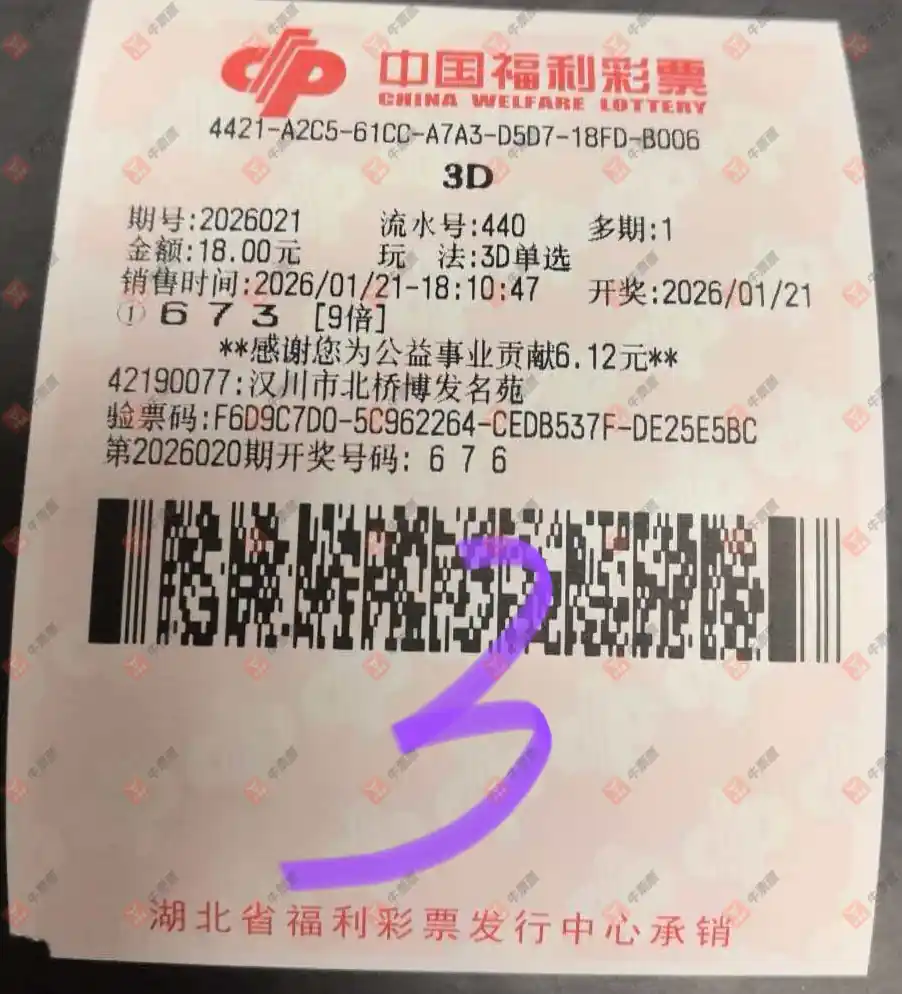 中国福利彩票
CHINA WELFARE LOTTERY
4421-A2C5-61CC-A7A3-D5D7-18FD-B006
3D
期号:2026021 流水号:440 多期:1
金额:18.00元 玩 法:3D单选
销售时间:2026/01/21-18:10:47 开奖:2026/01/21
① 6 7 3 [9倍]
**感谢您为公益事业贡献6.12元**
42190077:汉川市北桥博发名苑
验票码:F6D9C7D0-5C962264-CEDB537F-DE25E5BC
第2026020期开奖号码: 6 7 6
3
湖北省福利彩票发行中心承销